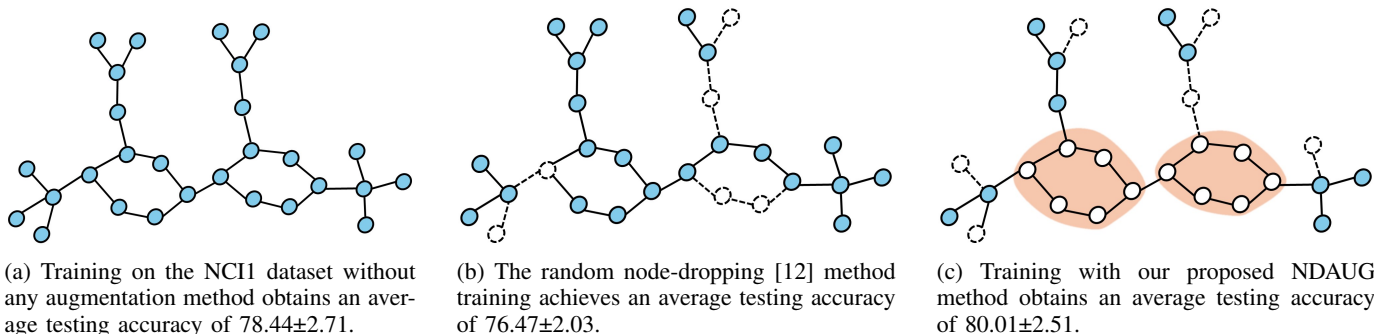 (a) Training on the NCI1 dataset without
any augmentation method obtains an aver-
age testing accuracy of 78.44±2.71.
(b) The random node-dropping [12] method
training achieves an average testing accuracy
of 76.47±2.03.
(c) Training with our proposed NDAUG
method obtains an average testing accuracy
of 80.01±2.51.